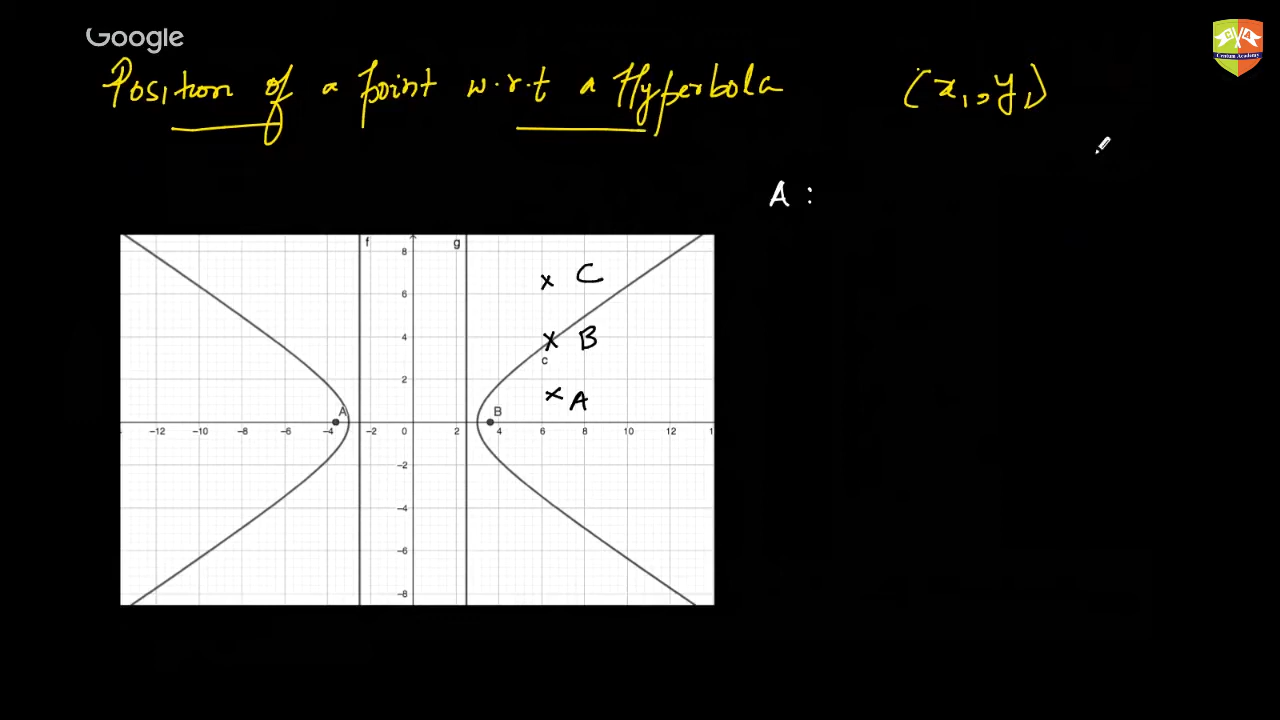 Google
Position of a point w.r.t a Hyperbola (x₁, y₁)
A :
f g
8
6
4
2
C
B
c
A
A B
-12 -10 -8 -6 -4 -2 0 2 4 6 8 10 12 1
-2
-4
-6
-8